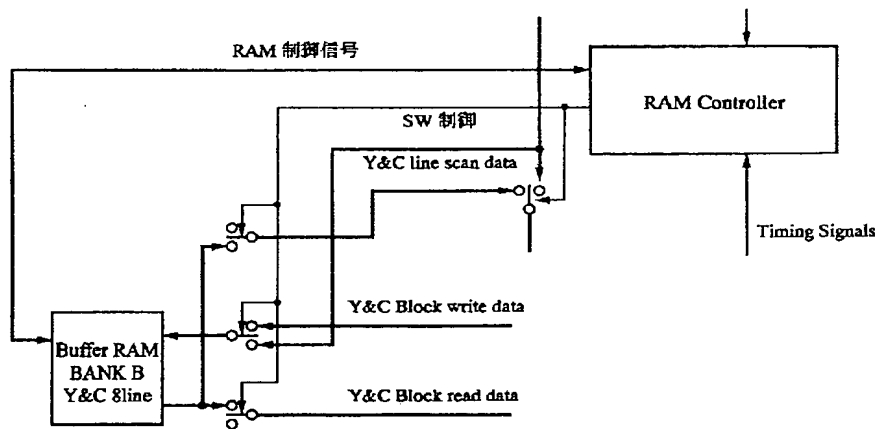 RAM 制御信号
RAM Controller
SW 制御
Y&C line scan data
Timing Signals
Y&C Block write data
Buffer RAM
BANK B
Y&C 8line
Y&C Block read data